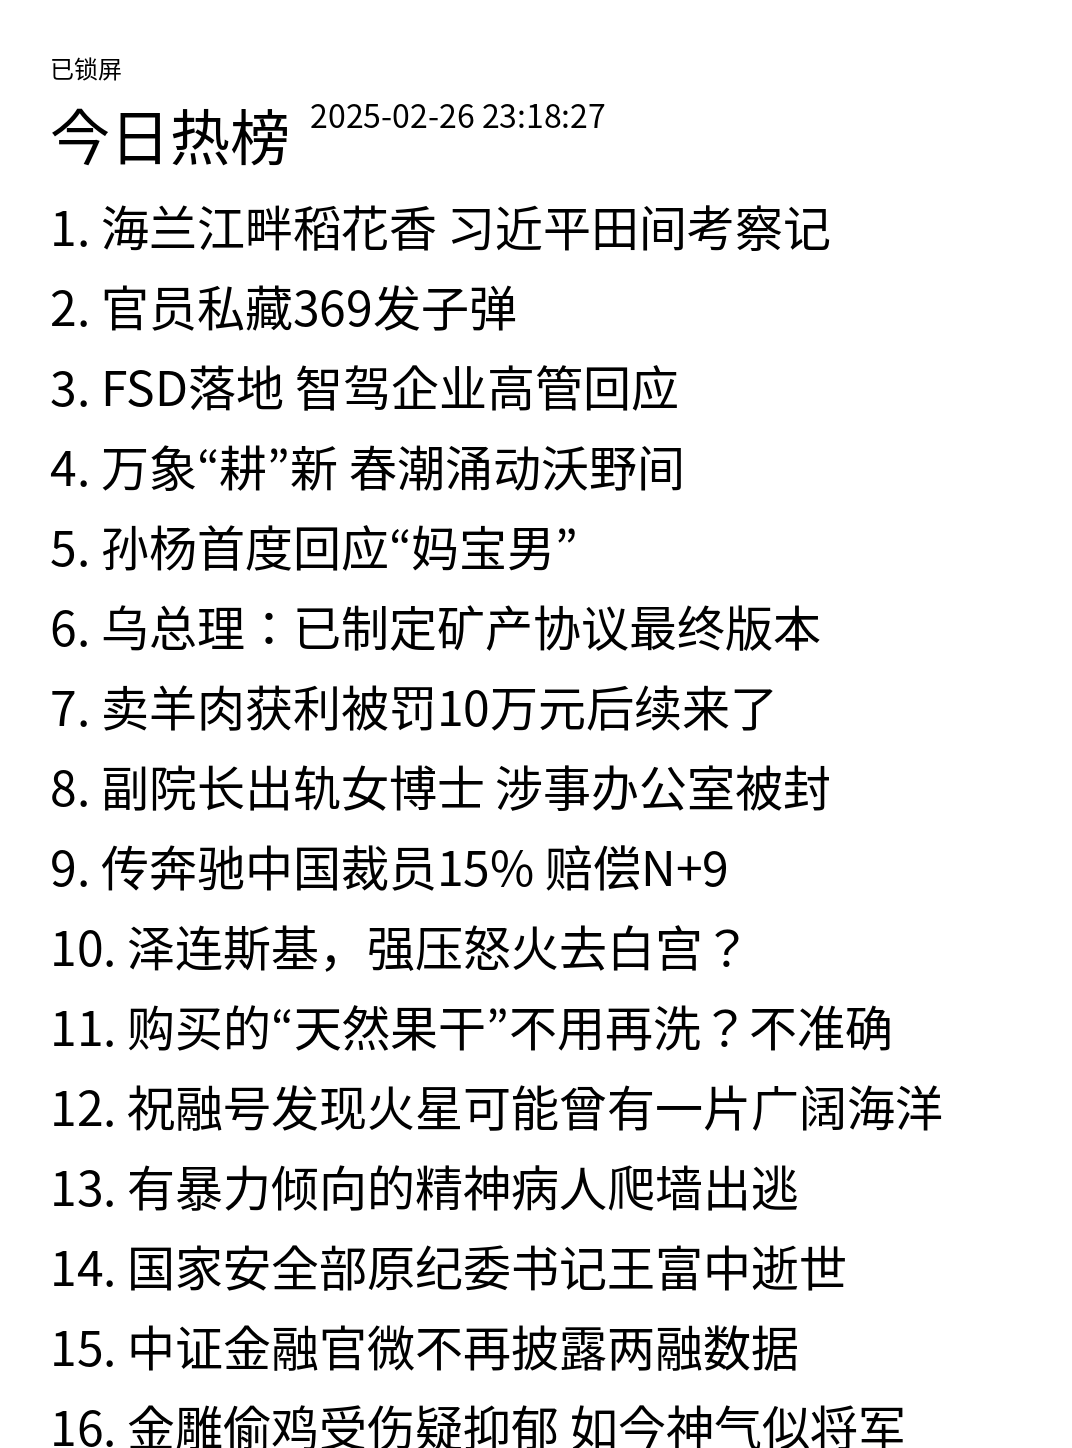 已锁屏
今日热榜 2025-02-26 23:18:27
1. 海兰江畔稻花香 习近平田间考察记
2. 官员私藏369发子弹
3. FSD落地 智驾企业高管回应
4. 万象“耕”新 春潮涌动沃野间
5. 孙杨首度回应“妈宝男”
6. 乌总理：已制定矿产协议最终版本
7. 卖羊肉获利被罚10万元后续来了
8. 副院长出轨女博士 涉事办公室被封
9. 传奔驰中国裁员15% 赔偿N+9
10. 泽连斯基，强压怒火去白宫？
11. 购买的“天然果干”不用再洗？不准确
12. 祝融号发现火星可能曾有一片广阔海洋
13. 有暴力倾向的精神病人爬墙出逃
14. 国家安全部原纪委书记王富中逝世
15. 中证金融官微不再披露两融数据
16. 金雕偷鸡受伤疑抑郁 如今神气似将军